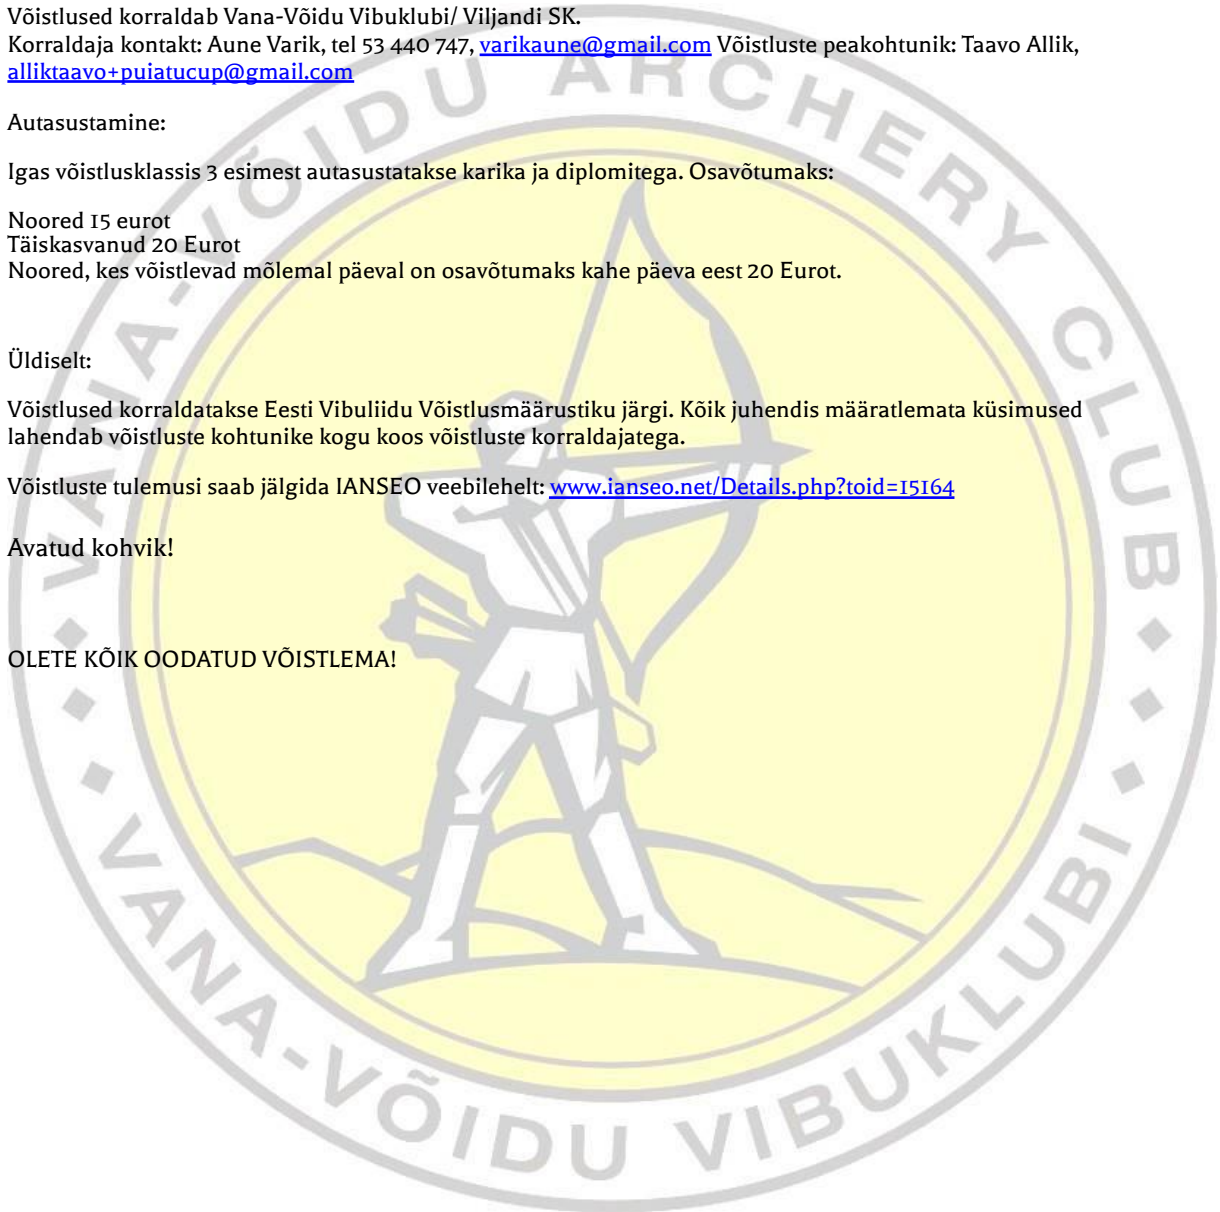 Võistlused korraldab Vana-Võidu Vibuklubi/ Viljandi SK.
Korraldaja kontakt: Aune Varik, tel 53 440 747, varikaune@gmail.com Võistluste peakohtunik: Taavo Allik,
alliktaavo+puiatucup@gmail.com
Autasustamine:
Igas võistlusklassis 3 esimest autasustatakse karika ja diplomitega. Osavõtumaks:
Noored 15 eurot
Täiskasvanud 20 Eurot
Noored, kes võistlevad mõlemal päeval on osavõtumaks kahe päeva eest 20 Eurot.
Üldiselt:
Võistlused korraldatakse Eesti Vibuliidu Võistlusmäärustiku järgi. Kõik juhendis määratlemata küsimused
lahendab võistluste kohtunike kogu koos võistluste korraldajatega.
Võistluste tulemusi saab jälgida IANSEO veebilehelt: www.ianseo.net/Details.php?toid=15164
Avatud kohvik!
OLETE KÕIK OODATUD VÕISTLEMA!
VANA-VÕIDU ARCHERY CLUB
VANA-VÕIDU VIBUKLUBI